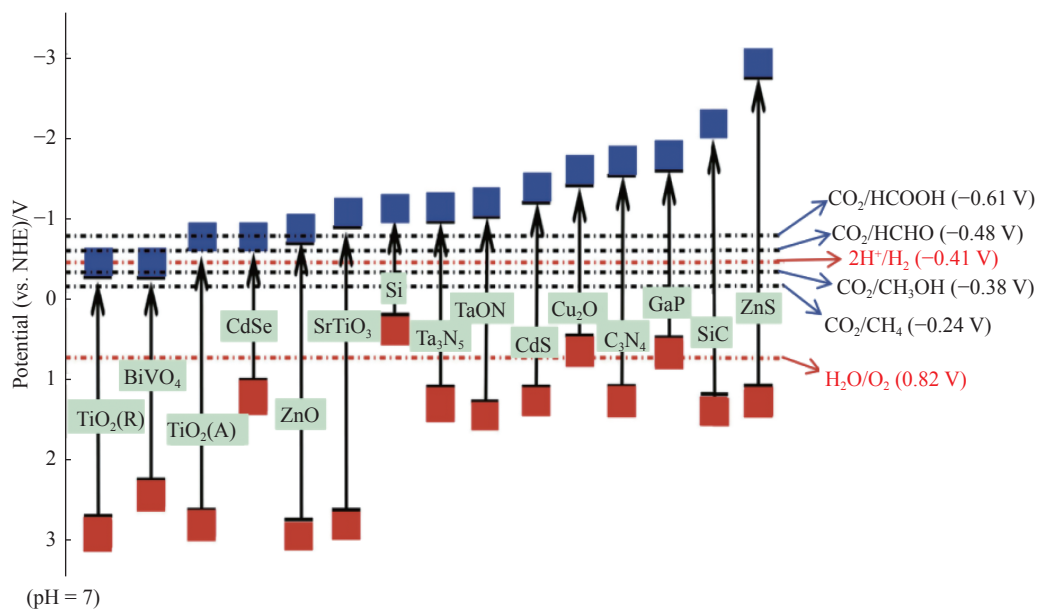 Potential (vs. NHE)/V
−3
−2
−1
0
1
2
3
(pH = 7)
TiO₂(R)
BiVO₄
TiO₂(A)
CdSe
ZnO
SrTiO₃
Si
Ta₃N₅
TaON
CdS
Cu₂O
C₃N₄
GaP
SiC
ZnS
CO₂/HCOOH (−0.61 V)
CO₂/HCHO (−0.48 V)
2H⁺/H₂ (−0.41 V)
CO₂/CH₃OH (−0.38 V)
CO₂/CH₄ (−0.24 V)
H₂O/O₂ (0.82 V)